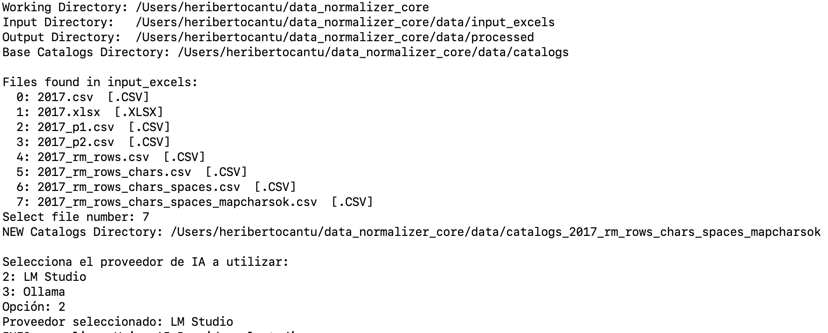 Working Directory: /Users/heribertocantu/data_normalizer_core
Input Directory:   /Users/heribertocantu/data_normalizer_core/data/input_excels
Output Directory:  /Users/heribertocantu/data_normalizer_core/data/processed
Base Catalogs Directory: /Users/heribertocantu/data_normalizer_core/data/catalogs

Files found in input_excels:
  0: 2017.csv  [.CSV]
  1: 2017.xlsx  [.XLSX]
  2: 2017_p1.csv  [.CSV]
  3: 2017_p2.csv  [.CSV]
  4: 2017_rm_rows.csv  [.CSV]
  5: 2017_rm_rows_chars.csv  [.CSV]
  6: 2017_rm_rows_chars_spaces.csv  [.CSV]
  7: 2017_rm_rows_chars_spaces_mapcharsok.csv  [.CSV]
Select file number: 7
NEW Catalogs Directory: /Users/heribertocantu/data_normalizer_core/data/catalogs_2017_rm_rows_chars_spaces_mapcharsok

Selecciona el proveedor de IA a utilizar:
2: LM Studio
3: Ollama
Opción: 2
Proveedor seleccionado: LM Studio